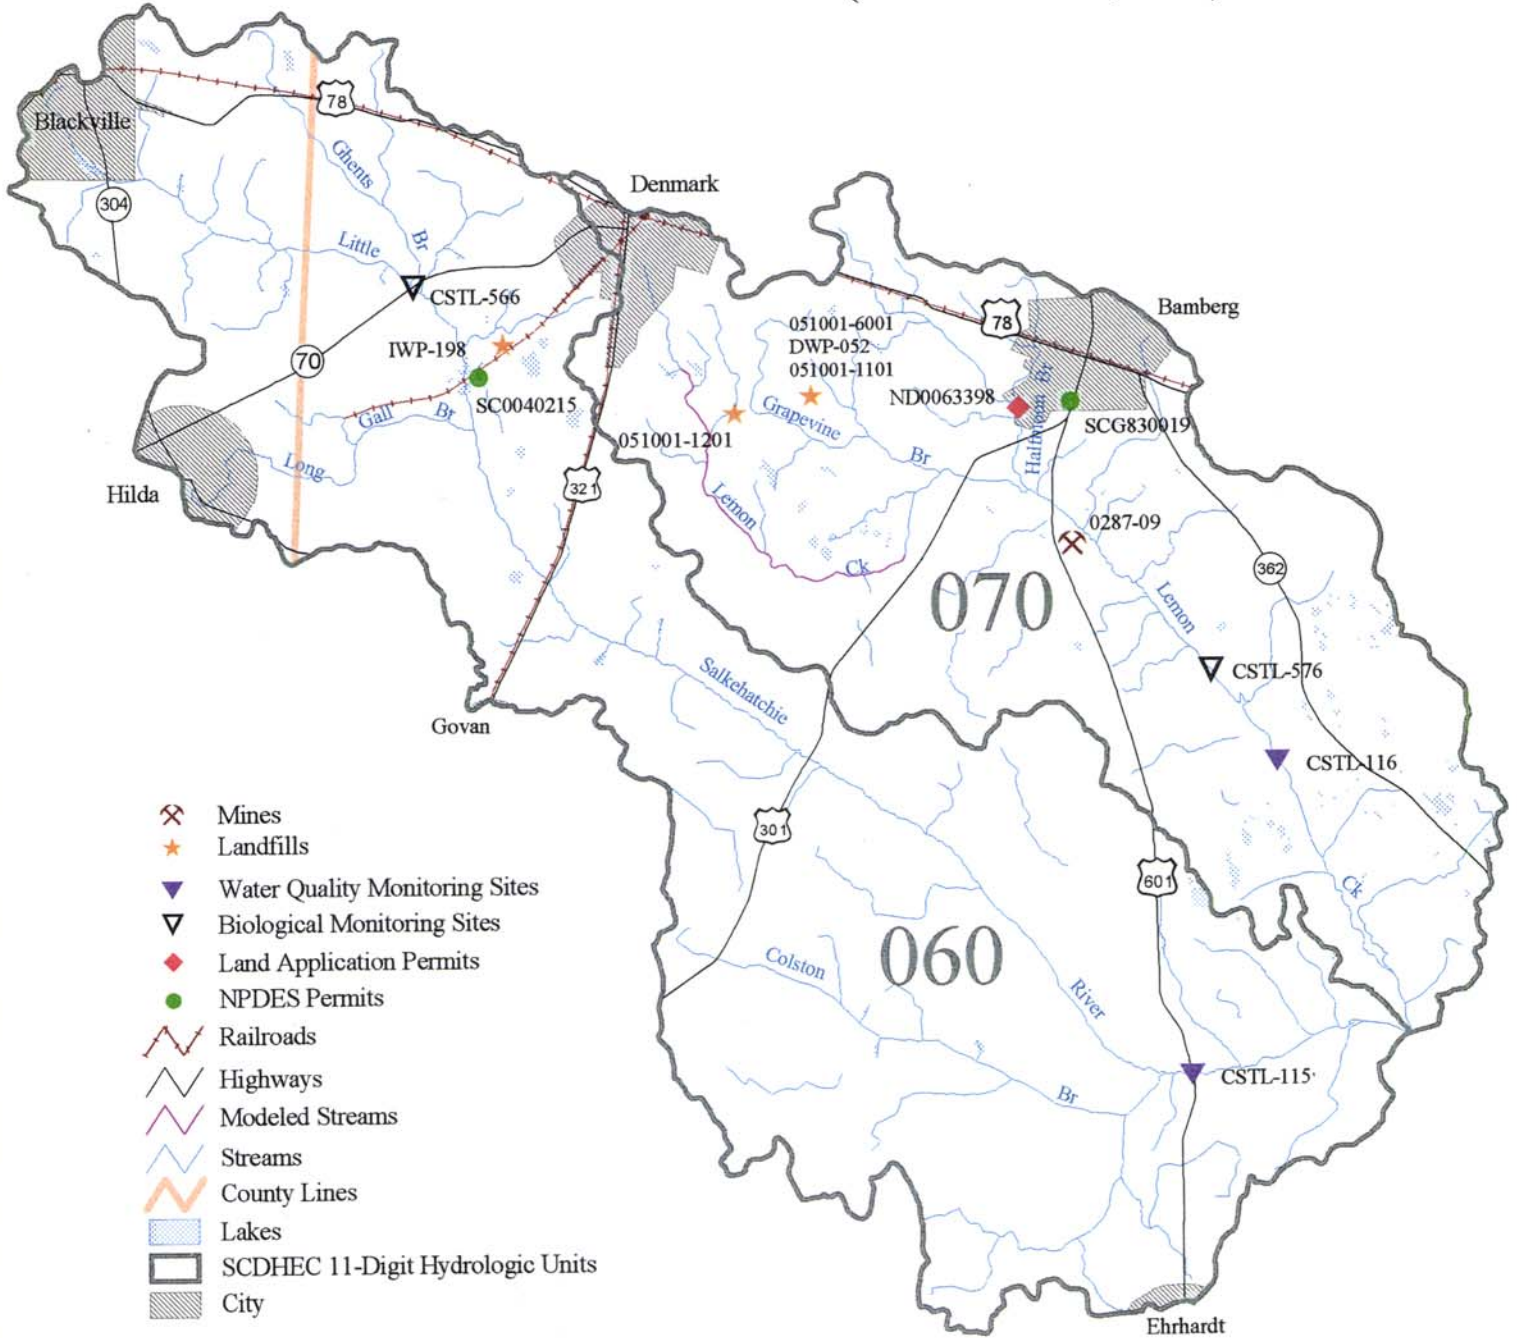 78
Blackville
Ghents
Denmark
304
Little
Br
CSTL-566
Bamberg
051001-6001
78
DWP-052
IWP-198
051001-1101
70
Halfmoon Br
ND0063398
SC0040215
Gall
Br
Grapevine
SCG830019
051001-1201
Br
Long
Hilda
321
Lemon
0287-09
Ck
362
070
Lemon
CSTL-576
Salkehatchie
Govan
CSTL-116
301
601
Ck
060
Colston
River
CSTL-115
Br
Ehrhardt
Mines
Landfills
Water Quality Monitoring Sites
Biological Monitoring Sites
Land Application Permits
NPDES Permits
Railroads
Highways
Modeled Streams
Streams
County Lines
Lakes
SCDHEC 11-Digit Hydrologic Units
City